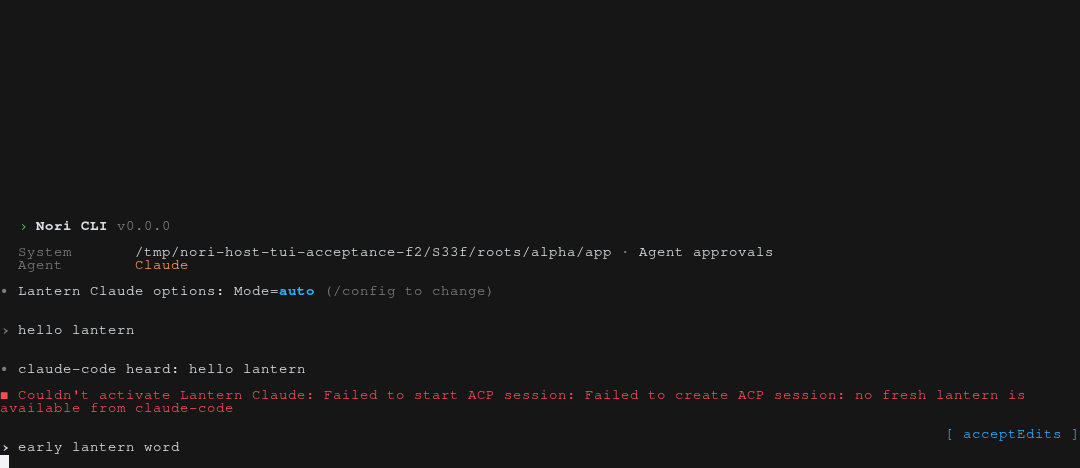 › Nori CLI v0.0.0
System /tmp/nori-host-tui-acceptance-f2/S33f/roots/alpha/app · Agent approvals
Agent Claude
• Lantern Claude options: Mode=auto (/config to change)
› hello lantern
• claude-code heard: hello lantern
■ Couldn't activate Lantern Claude: Failed to start ACP session: Failed to create ACP session: no fresh lantern is
available from claude-code
[ acceptEdits ]
› early lantern word